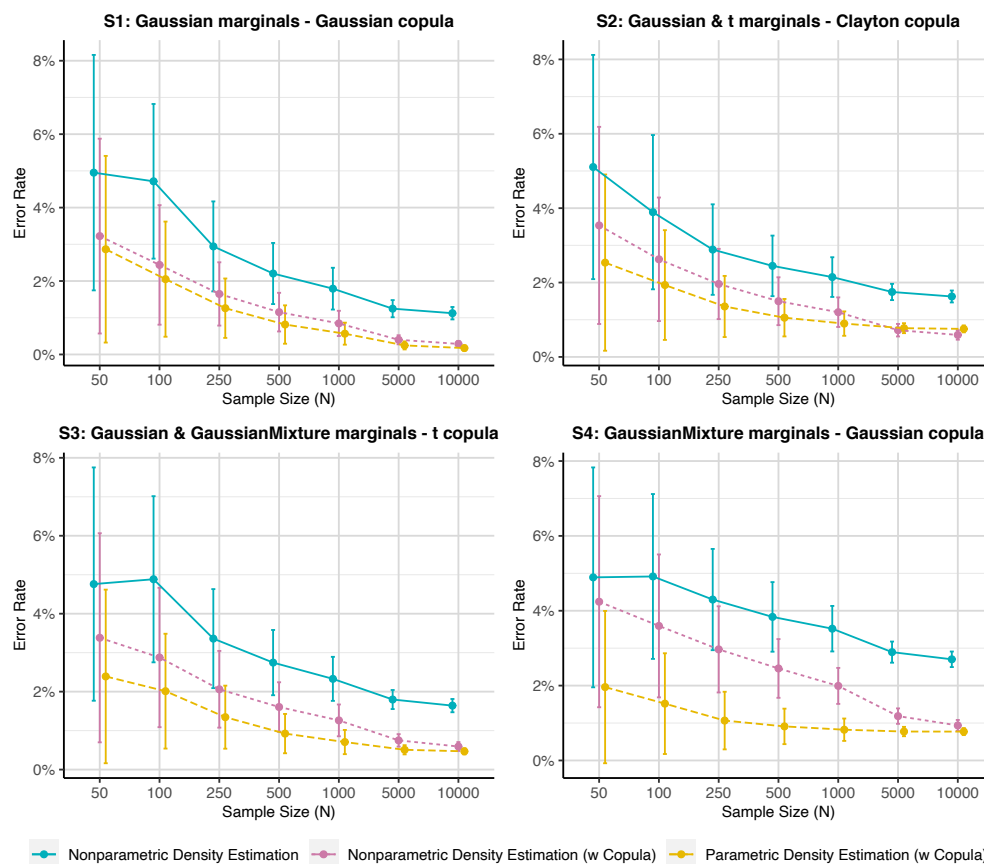 S1: Gaussian marginals - Gaussian copula
8%
6%
4%
2%
0%
Error Rate
50 100 250 500 1000 5000 10000
Sample Size (N)
S2: Gaussian & t marginals - Clayton copula
8%
6%
4%
2%
0%
Error Rate
50 100 250 500 1000 5000 10000
Sample Size (N)
S3: Gaussian & GaussianMixture marginals - t copula
8%
6%
4%
2%
0%
Error Rate
50 100 250 500 1000 5000 10000
Sample Size (N)
S4: GaussianMixture marginals - Gaussian copula
8%
6%
4%
2%
0%
Error Rate
50 100 250 500 1000 5000 10000
Sample Size (N)
Nonparametric Density Estimation Nonparametric Density Estimation (w Copula) Parametric Density Estimation (w Copula)